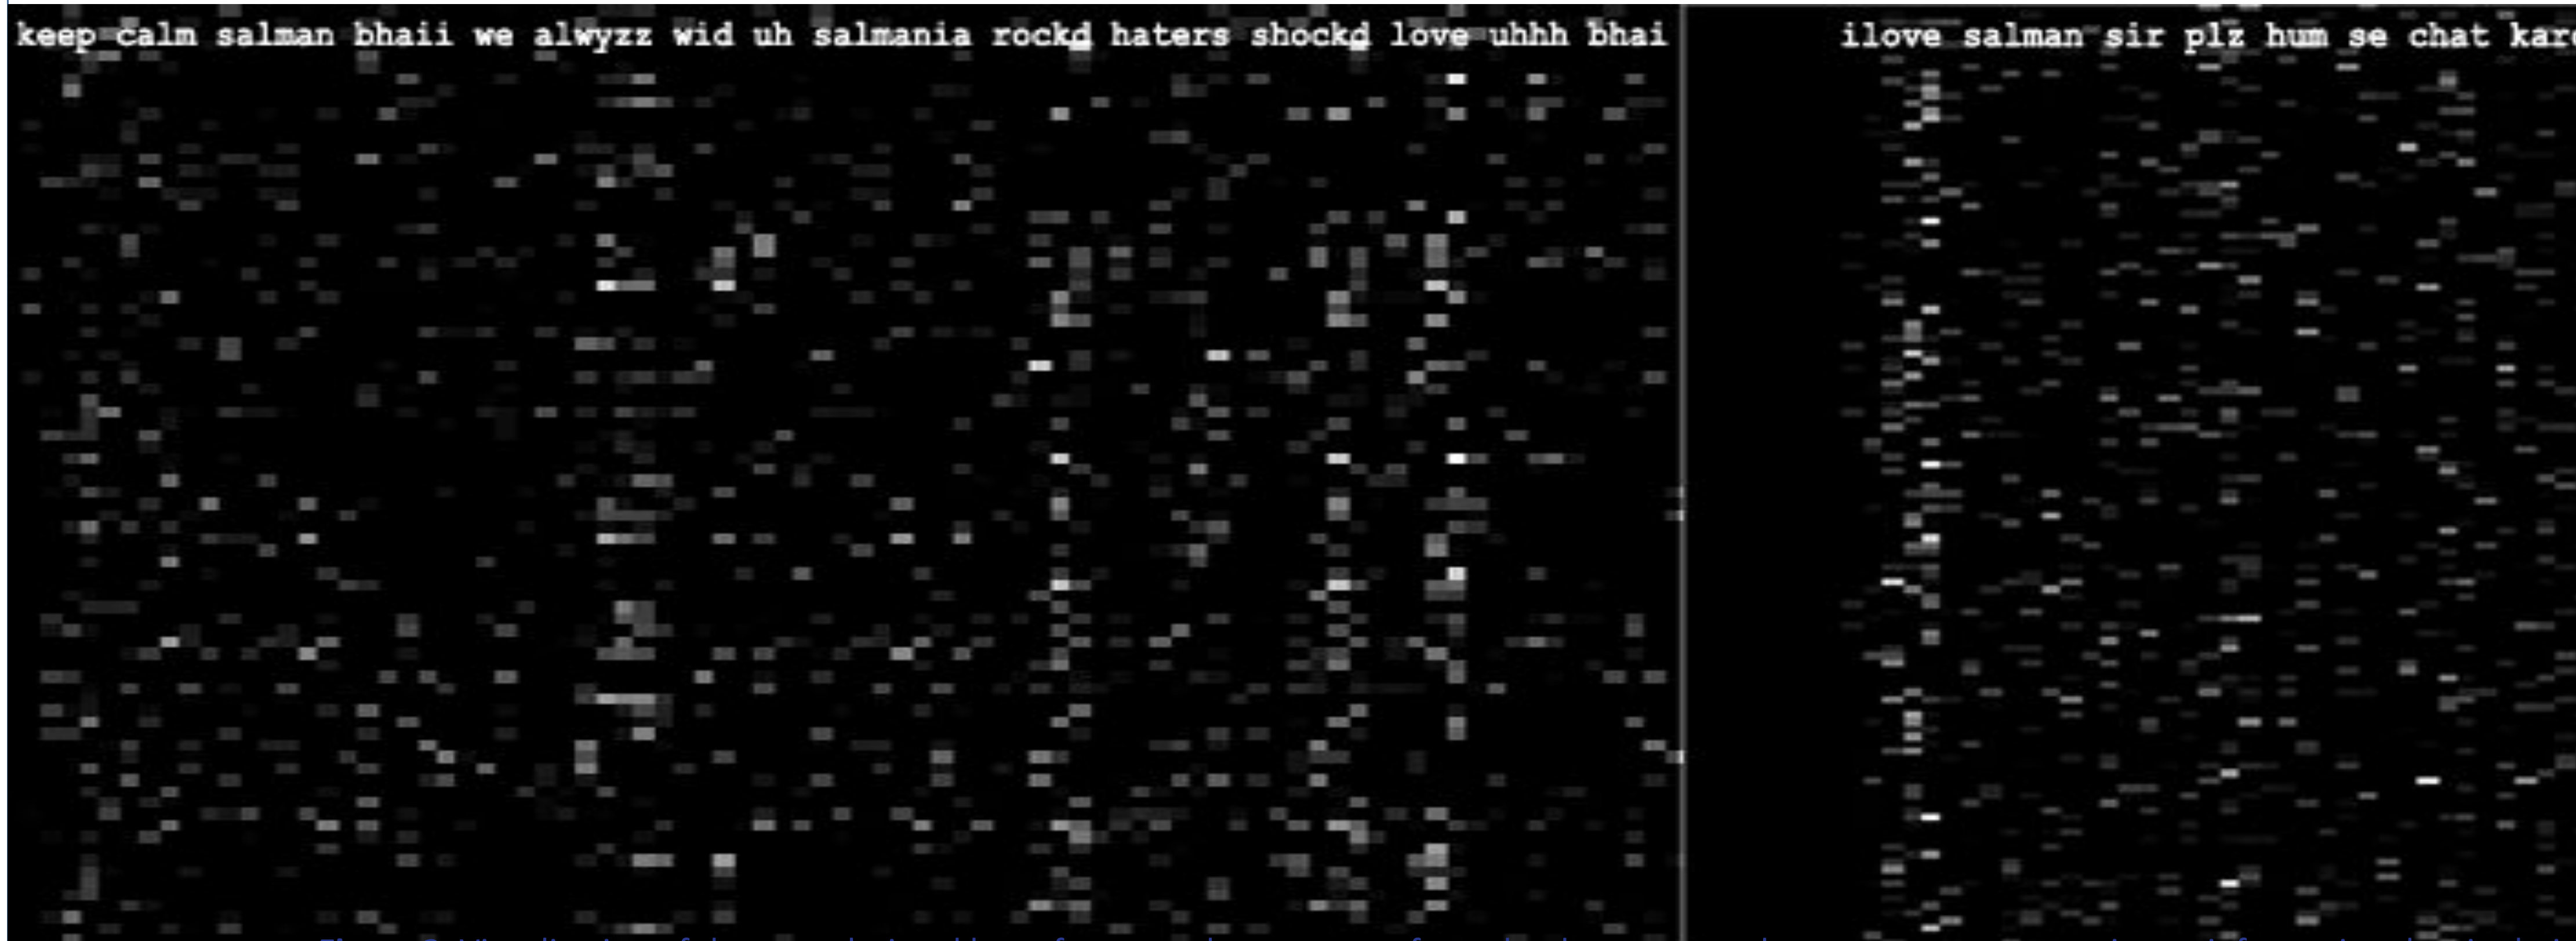 keep calm salman bhaii we alwyzz wid uh salmania rockd haters shockd love uhhh bhai
ilove salman sir plz hum se chat karo